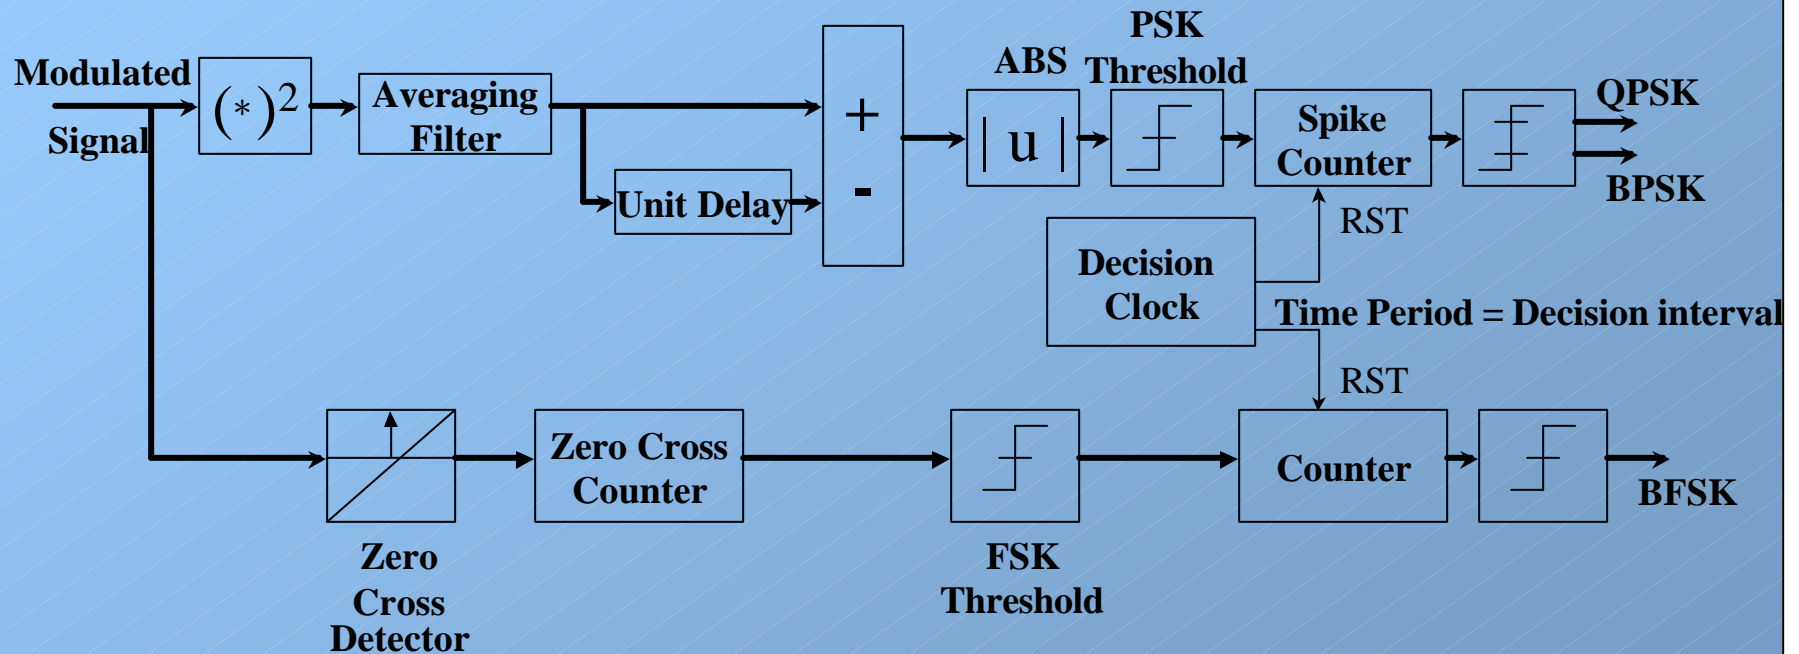 Modulated
Signal
(*)2
Averaging
Filter
Unit Delay
+
-
ABS
| u |
PSK
Threshold
Spike
Counter
QPSK
BPSK
RST
Decision
Clock
Time Period = Decision interval
RST
Zero
Cross
Detector
Zero Cross
Counter
FSK
Threshold
Counter
BFSK